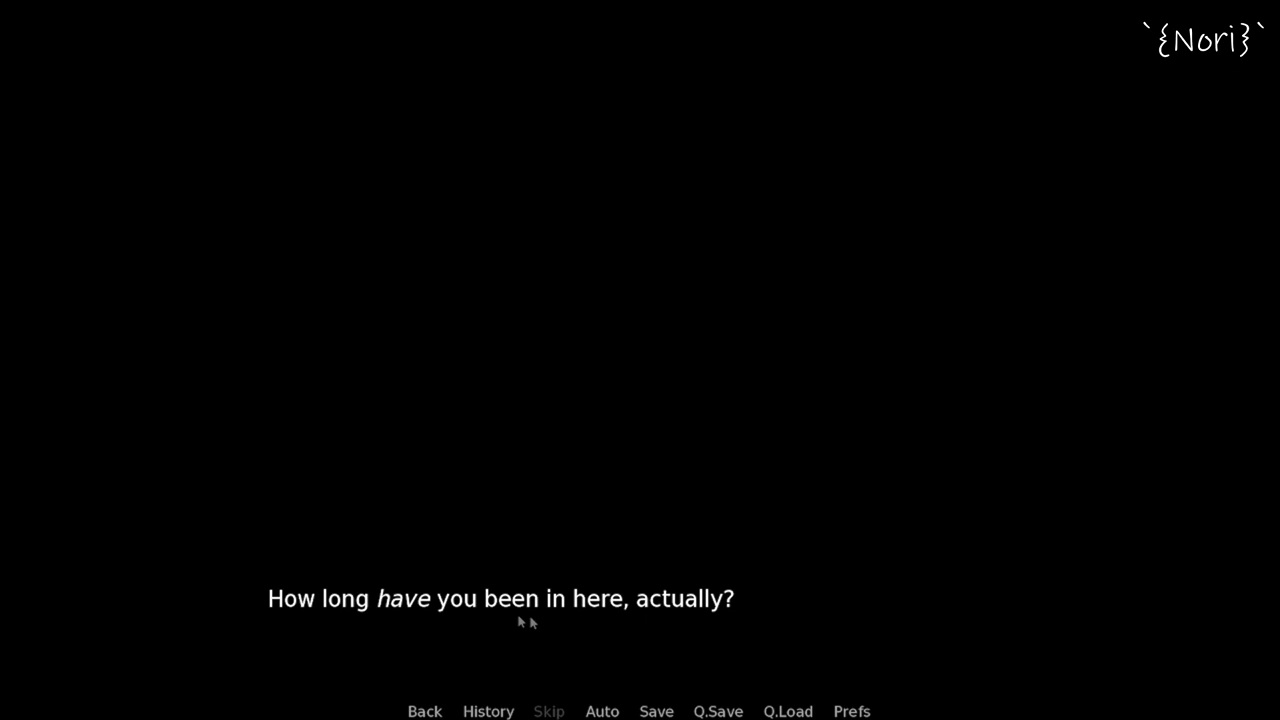 `{Nori}`
How long have you been in here, actually?
Back History Skip Auto Save Q.Save Q.Load Prefs